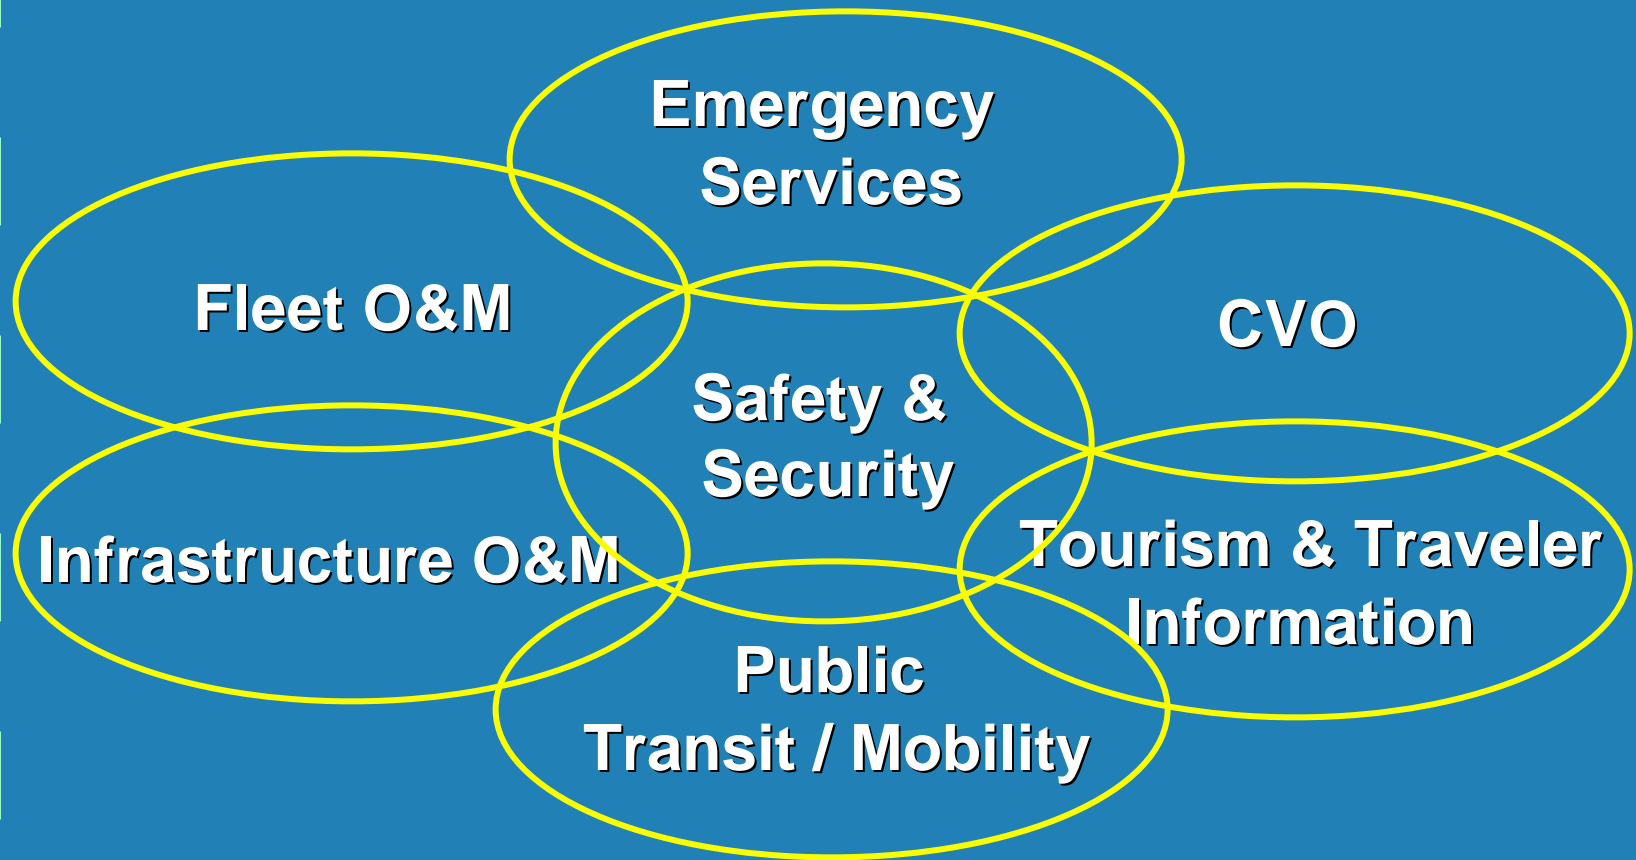 Emergency
Services
Fleet O&M
CVO
Safety &
Security
Infrastructure O&M
Tourism & Traveler
Information
Public
Transit / Mobility